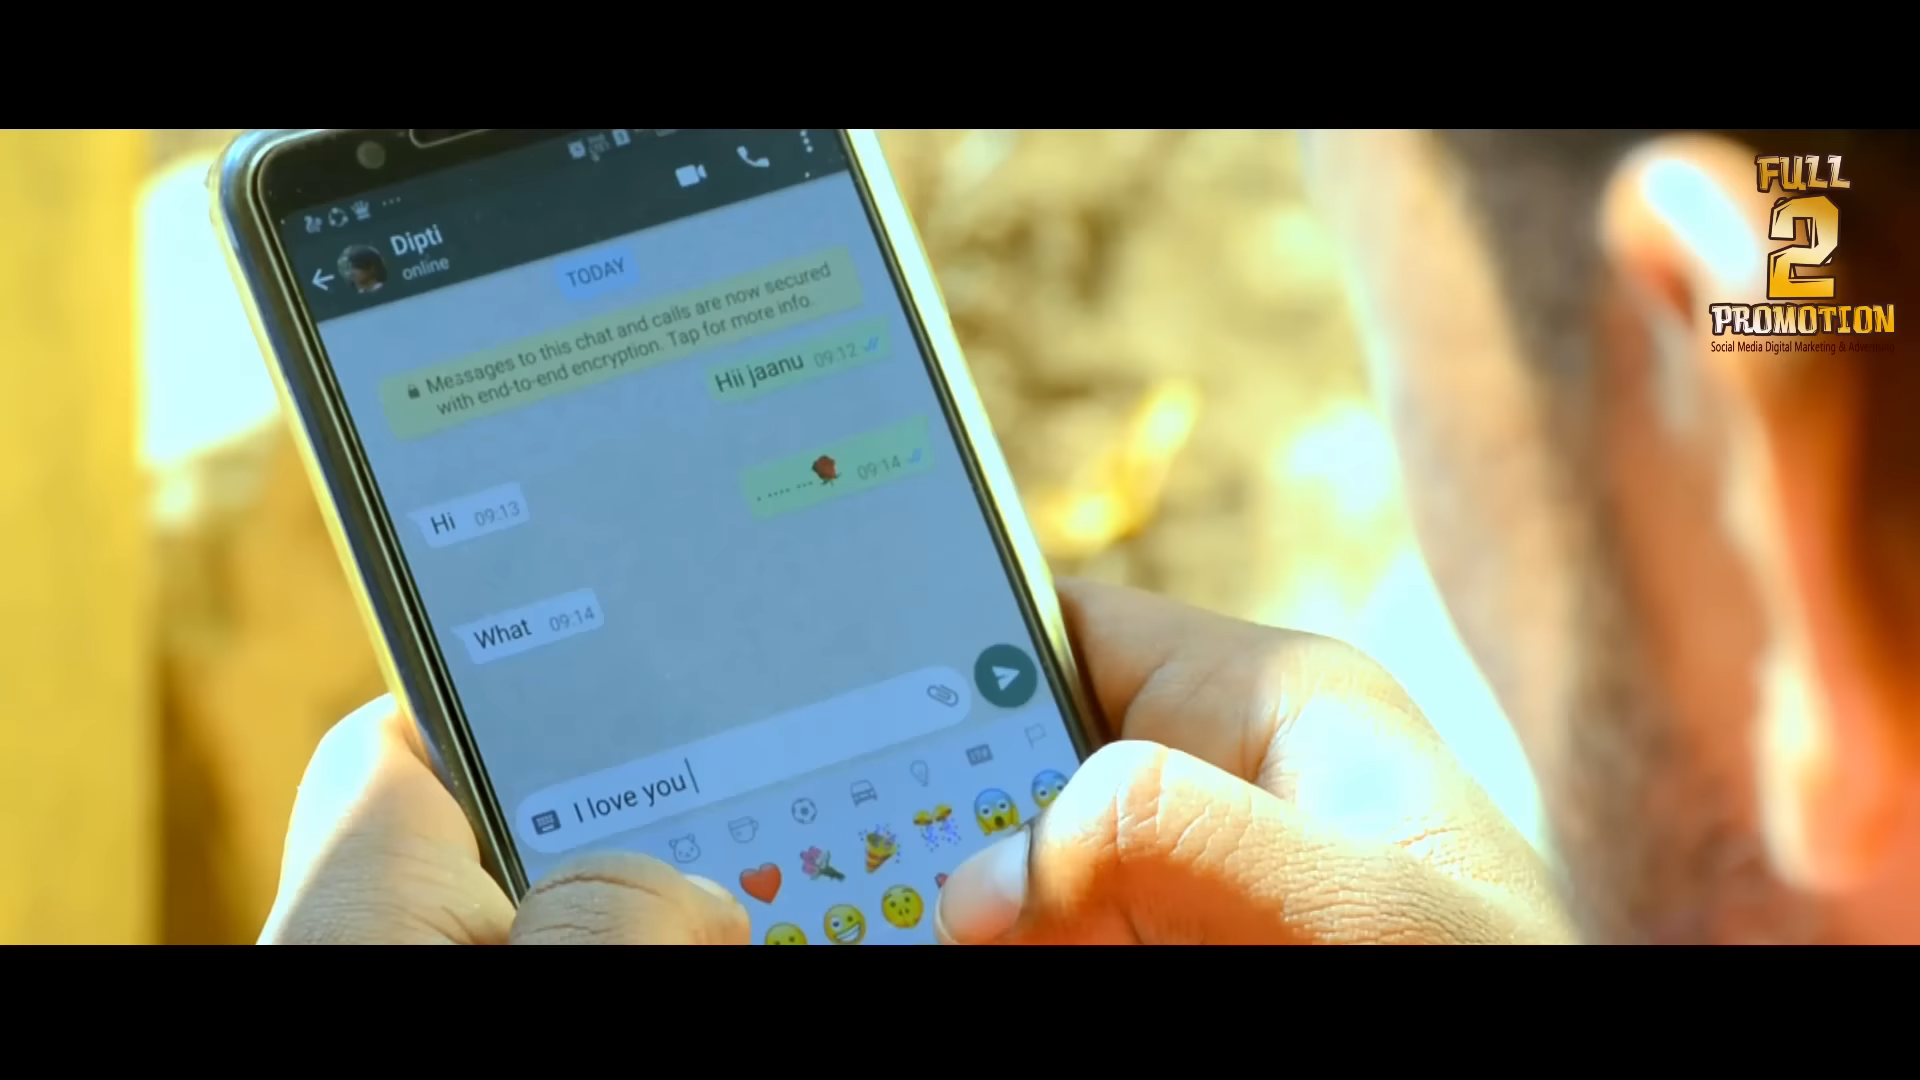 Dipti
online
TODAY
Messages to this chat and calls are now secured
with end-to-end encryption. Tap for more info.
Hii jaanu 09:12
Hi 09:13
. .... ... 09:14
What 09:14
I love you
FULL
2
PROMOTION
Social Media Digital Marketing & Advertising